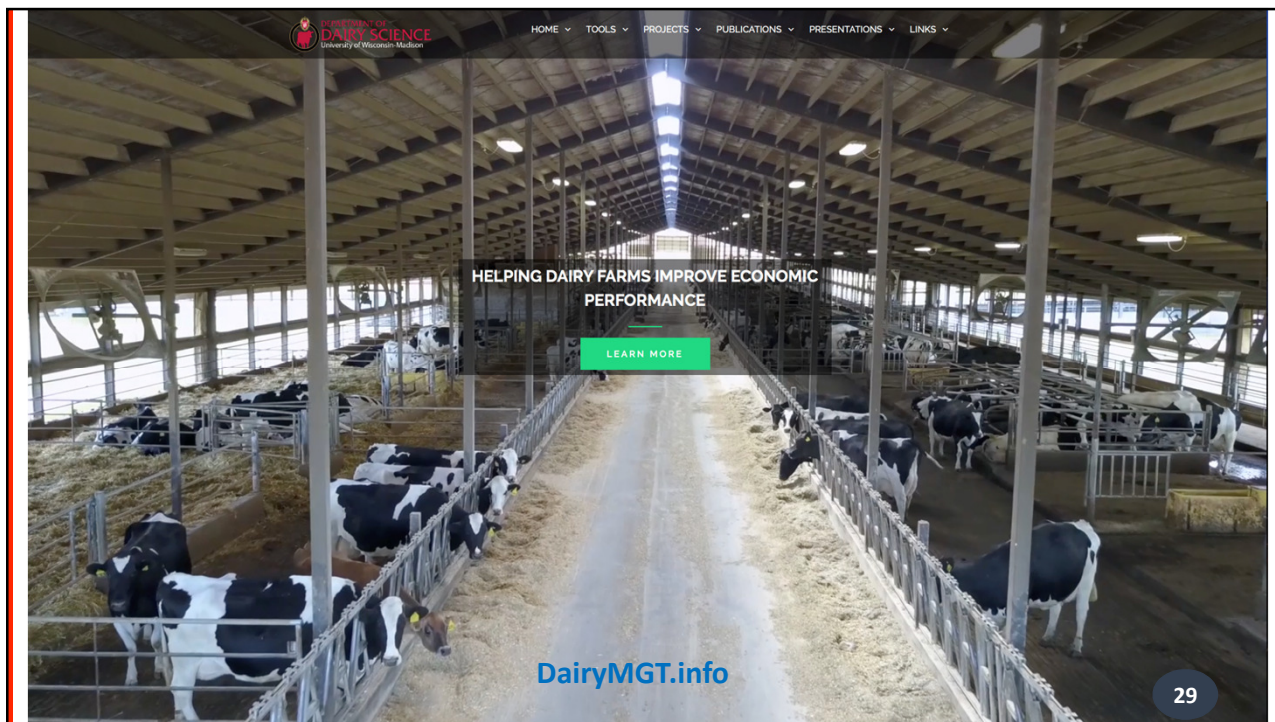 DEPARTMENT OF
DAIRY SCIENCE
University of Wisconsin-Madison
HOME TOOLS PROJECTS PUBLICATIONS PRESENTATIONS LINKS
HELPING DAIRY FARMS IMPROVE ECONOMIC
PERFORMANCE
LEARN MORE
DairyMGT.info
29